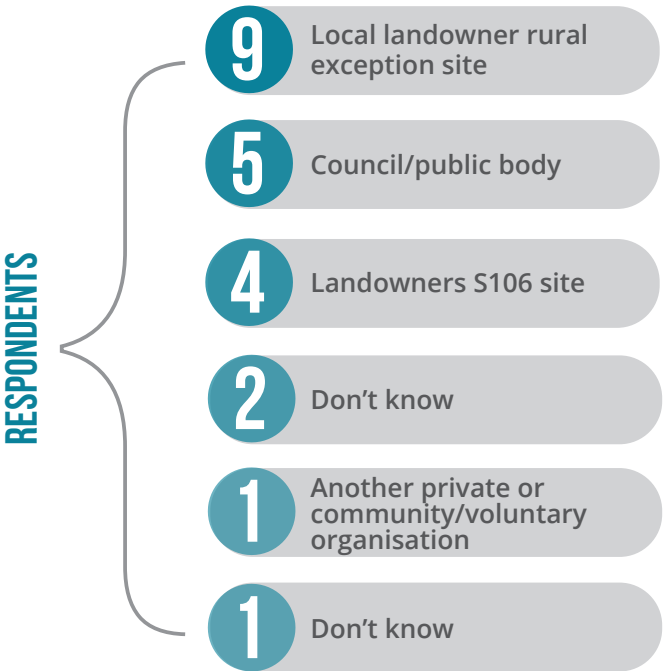 RESPONDENTS
9
Local landowner rural
exception site
5
Council/public body
4
Landowners S106 site
2
Don’t know
1
Another private or
community/voluntary
organisation
1
Don’t know